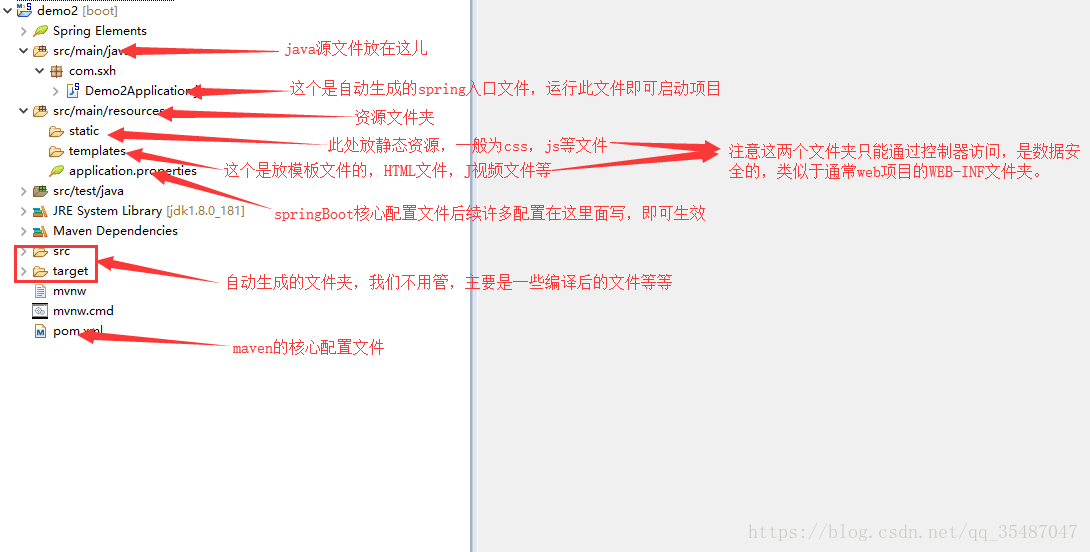 demo2 [boot]
Spring Elements
src/main/java
java源文件放在这儿
com.sxh
Demo2Application
这个是自动生成的spring入口文件，运行此文件即可启动项目
src/main/resources
资源文件夹
static
此处放静态资源，一般为css，js等文件
templates
注意这两个文件夹只能通过控制器访问，是数据安
全的，类似于通常web项目的WEB-INF文件夹。
这个是放模板文件的，HTML文件，J视频文件等
application.properties
src/test/java
springBoot核心配置文件后续许多配置在这里面写，即可生效
JRE System Library [jdk1.8.0_181]
Maven Dependencies
src
target
自动生成的文件夹，我们不用管，主要是一些编译后的文件等等
mvnw
mvnw.cmd
pom.xml
maven的核心配置文件
https://blog.csdn.net/qq_35487047